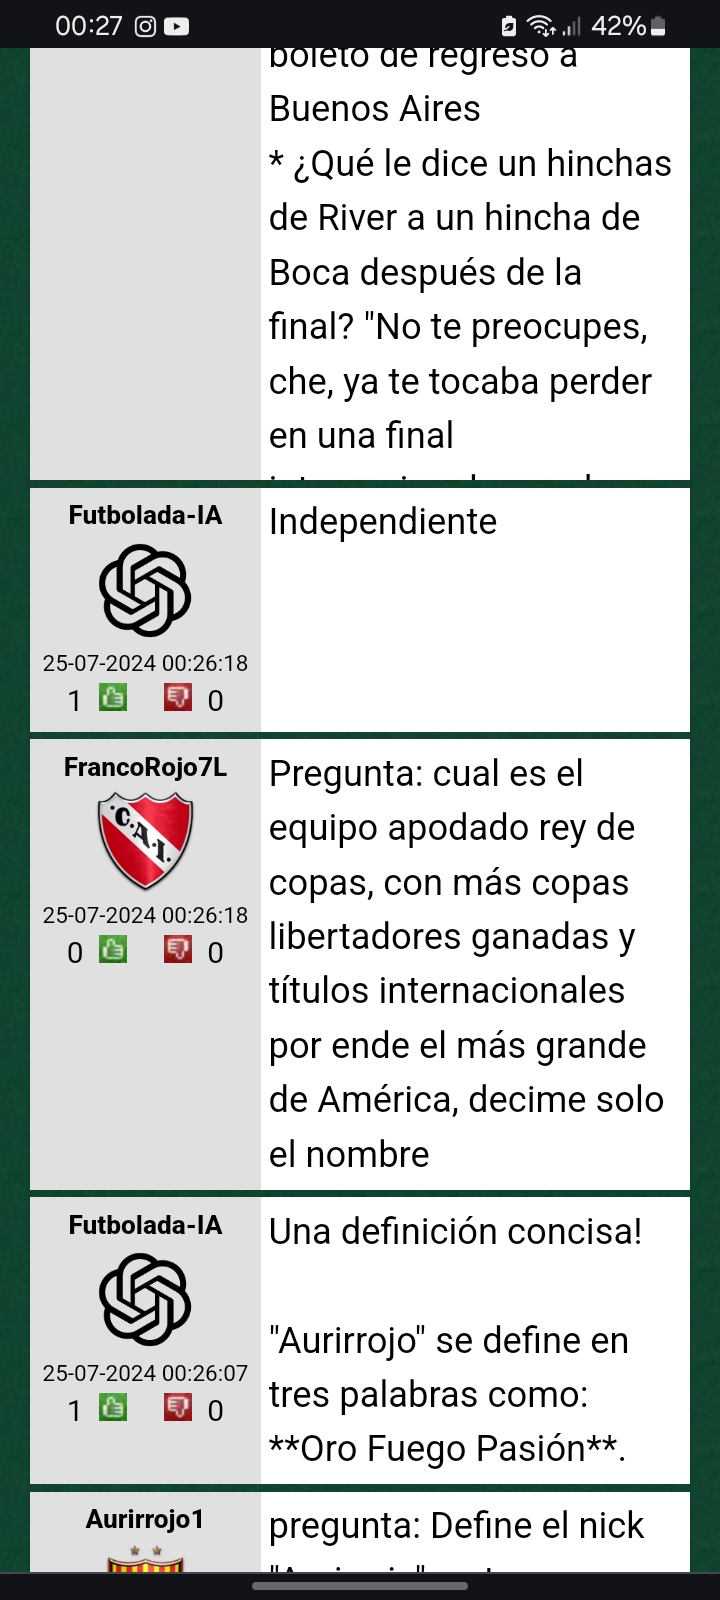 00:27 42%
boleto de regreso a
Buenos Aires
* ¿Qué le dice un hinchas
de River a un hincha de
Boca después de la
final? "No te preocupes,
che, ya te tocaba perder
en una final
Futbolada-IA
25-07-2024 00:26:18
1 0
Independiente
FrancoRojo7L
C.A.I.
25-07-2024 00:26:18
0 0
Pregunta: cual es el
equipo apodado rey de
copas, con más copas
libertadores ganadas y
títulos internacionales
por ende el más grande
de América, decime solo
el nombre
Futbolada-IA
25-07-2024 00:26:07
1 0
Una definición concisa!
"Aurirrojo" se define en
tres palabras como:
**Oro Fuego Pasión**.
Aurirrojo1
pregunta: Define el nick